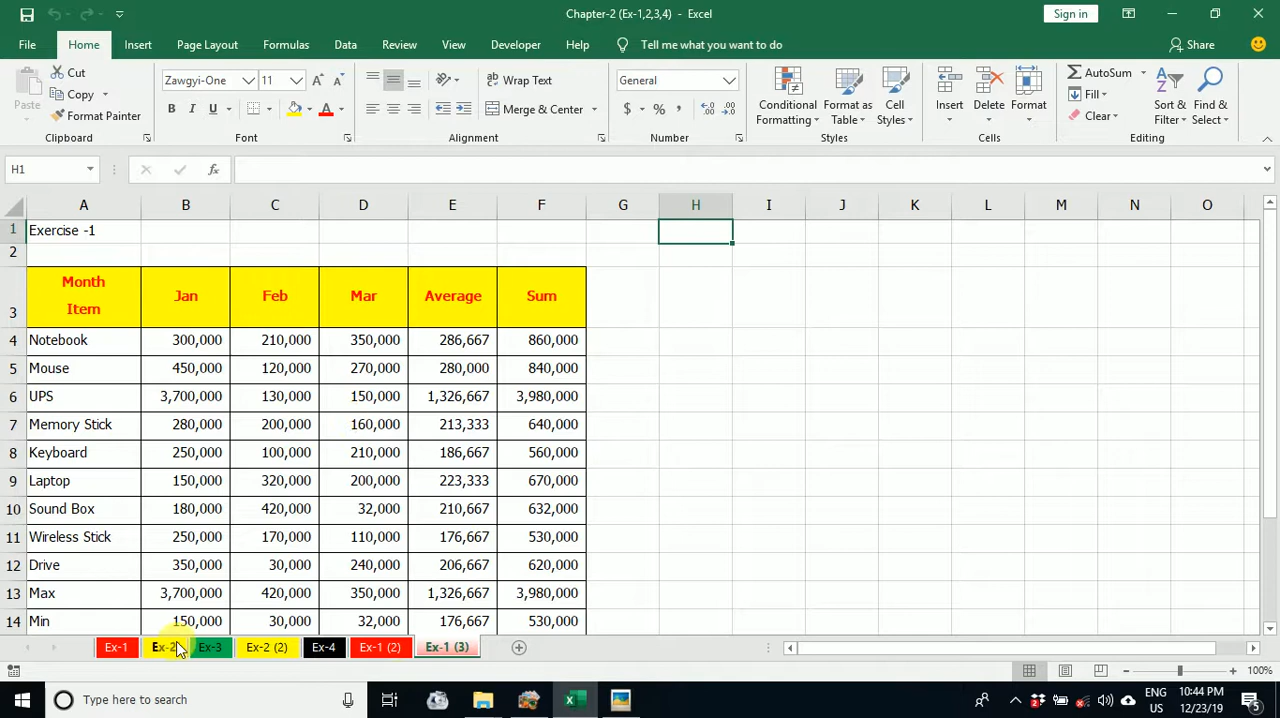 Chapter-2 (Ex-1,2,3,4) - Excel
Sign in
File Home Insert Page Layout Formulas Data Review View Developer Help Tell me what you want to do Share
Cut
Copy
Paste
Format Painter
Clipboard
Zawgyi-One 11
B I U
Font
Wrap Text
Merge & Center
Alignment
General
$ % ,
Number
Conditional Formatting
Format as Table
Cell Styles
Styles
Insert
Delete
Format
Cells
AutoSum
Fill
Clear
Sort & Filter
Find & Select
Editing
H1 fx
A B C D E F G H I J K L M N O
1 Exercise -1
2
3 Month Item Jan Feb Mar Average Sum
4 Notebook 300,000 210,000 350,000 286,667 860,000
5 Mouse 450,000 120,000 270,000 280,000 840,000
6 UPS 3,700,000 130,000 150,000 1,326,667 3,980,000
7 Memory Stick 280,000 200,000 160,000 213,333 640,000
8 Keyboard 250,000 100,000 210,000 186,667 560,000
9 Laptop 150,000 320,000 200,000 223,333 670,000
10 Sound Box 180,000 420,000 32,000 210,667 632,000
11 Wireless Stick 250,000 170,000 110,000 176,667 530,000
12 Drive 350,000 30,000 240,000 206,667 620,000
13 Max 3,700,000 420,000 350,000 1,326,667 3,980,000
14 Min 150,000 30,000 32,000 176,667 530,000
Ex-1 Ex-2 Ex-3 Ex-2 (2) Ex-4 Ex-1 (2) Ex-1 (3)
100%
Type here to search
ENG
US
10:44 PM
12/23/19
5